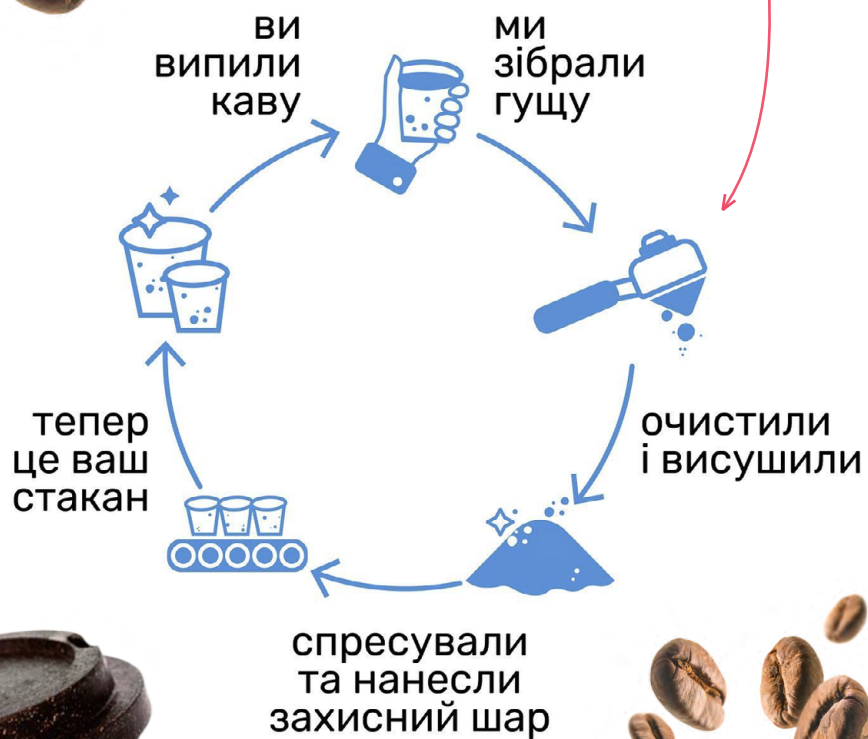 ви
випили
каву
ми
зібрали
гущу
очистили
і висушили
спресували
та нанесли
захисний шар
тепер
це ваш
стакан